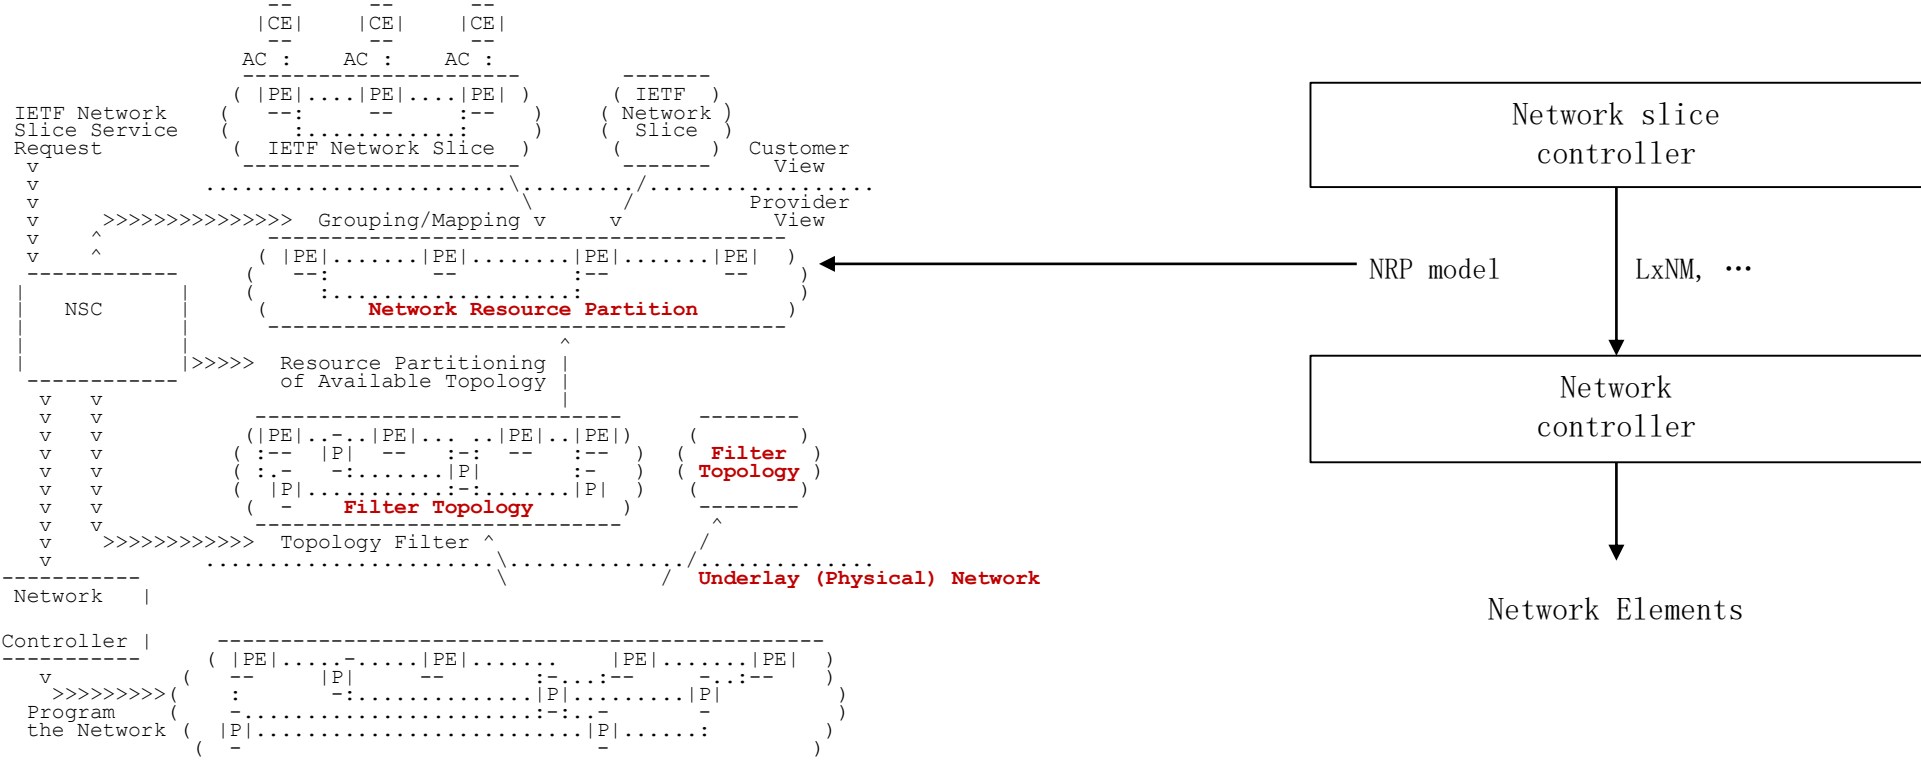 --       --      --
|CE|    |CE|    |CE|
--       --      --
AC :    AC :    AC :
----------------------        -------
( |PE|....|PE|....|PE| )      ( IETF  )
IETF Network    (   --:     --     :--   )    ( Network )
Slice Service   (     :.............:     )    (  Slice  )
Request          (  IETF Network Slice  )      (       )  Customer
v                ----------------------        -------     View
v             ........................\........./..................
v                                      \       /         Provider
v     >>>>>>>>>>>>>>>  Grouping/Mapping v     v            View
v    ^             -----------------------------------------
v    ^            ( |PE|.......|PE|........|PE|.......|PE|  )
------------     (   --:        --         :--         --    )
|            |   (     :....................:                 )
|    NSC     |    (        Network Resource Partition       )
|            |     -----------------------------------------
|            |                             ^
|            |>>>>>  Resource Partitioning |
------------         of Available Topology |
v   v                                      |
v   v            -----------------------------      --------
v   v           (|PE|..-..|PE|... ..|PE|..|PE|)    (        )
v   v          ( :--  |P|  --   :-:  --   :--  )  (  Filter  )
v   v          ( :.-   -:.......|P|       :-   )  ( Topology )
v   v          (  |P|...........:-:.......|P|  )   (        )
v   v           (  -    Filter Topology       )     --------
v   v            -----------------------------       ^
v    >>>>>>>>>>>>  Topology Filter ^                /
v            .......................\............../..............
-----------                          \            /  Underlay (Physical) Network
Network   |
Controller |     ------------------------------------------------
-----------     ( |PE|.....-.....|PE|.......    |PE|.......|PE|  )
v          (   --      |P|     --       :-...:--     -..:--    )
>>>>>>>>>(    :       -:..............|P|.........|P|         )
Program    (    -.......................:-:..-       -          )
the Network (  |P|..........................|P|......:         )
(  -                             -                )
Network slice
controller
NRP model
LxNM, …
Network
controller
Network Elements